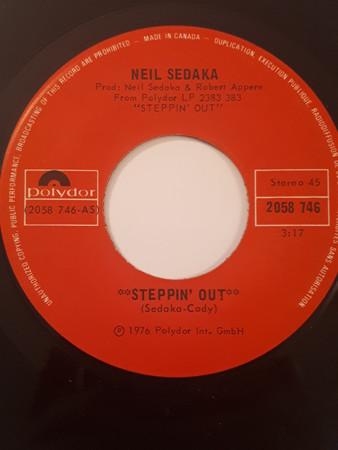 UNAUTHORIZED COPYING, PUBLIC PERFORMANCE, BROADCASTING OF THIS RECORD ARE PROHIBITED — MADE IN CANADA — DUPLICATION, EXECUTION PUBLIQUE, RADIODIFFUSION DE SANS AUTORISATION
NEIL SEDAKA
Prod: Neil Sedaka & Robert Appere
From Polydor LP 2383 383
"STEPPIN' OUT"
polydor
(2058 746-AS)
Stereo 45
2058 746
3:17
**STEPPIN' OUT**
(Sedaka-Cody)
℗ 1976 Polydor Int. GmbH